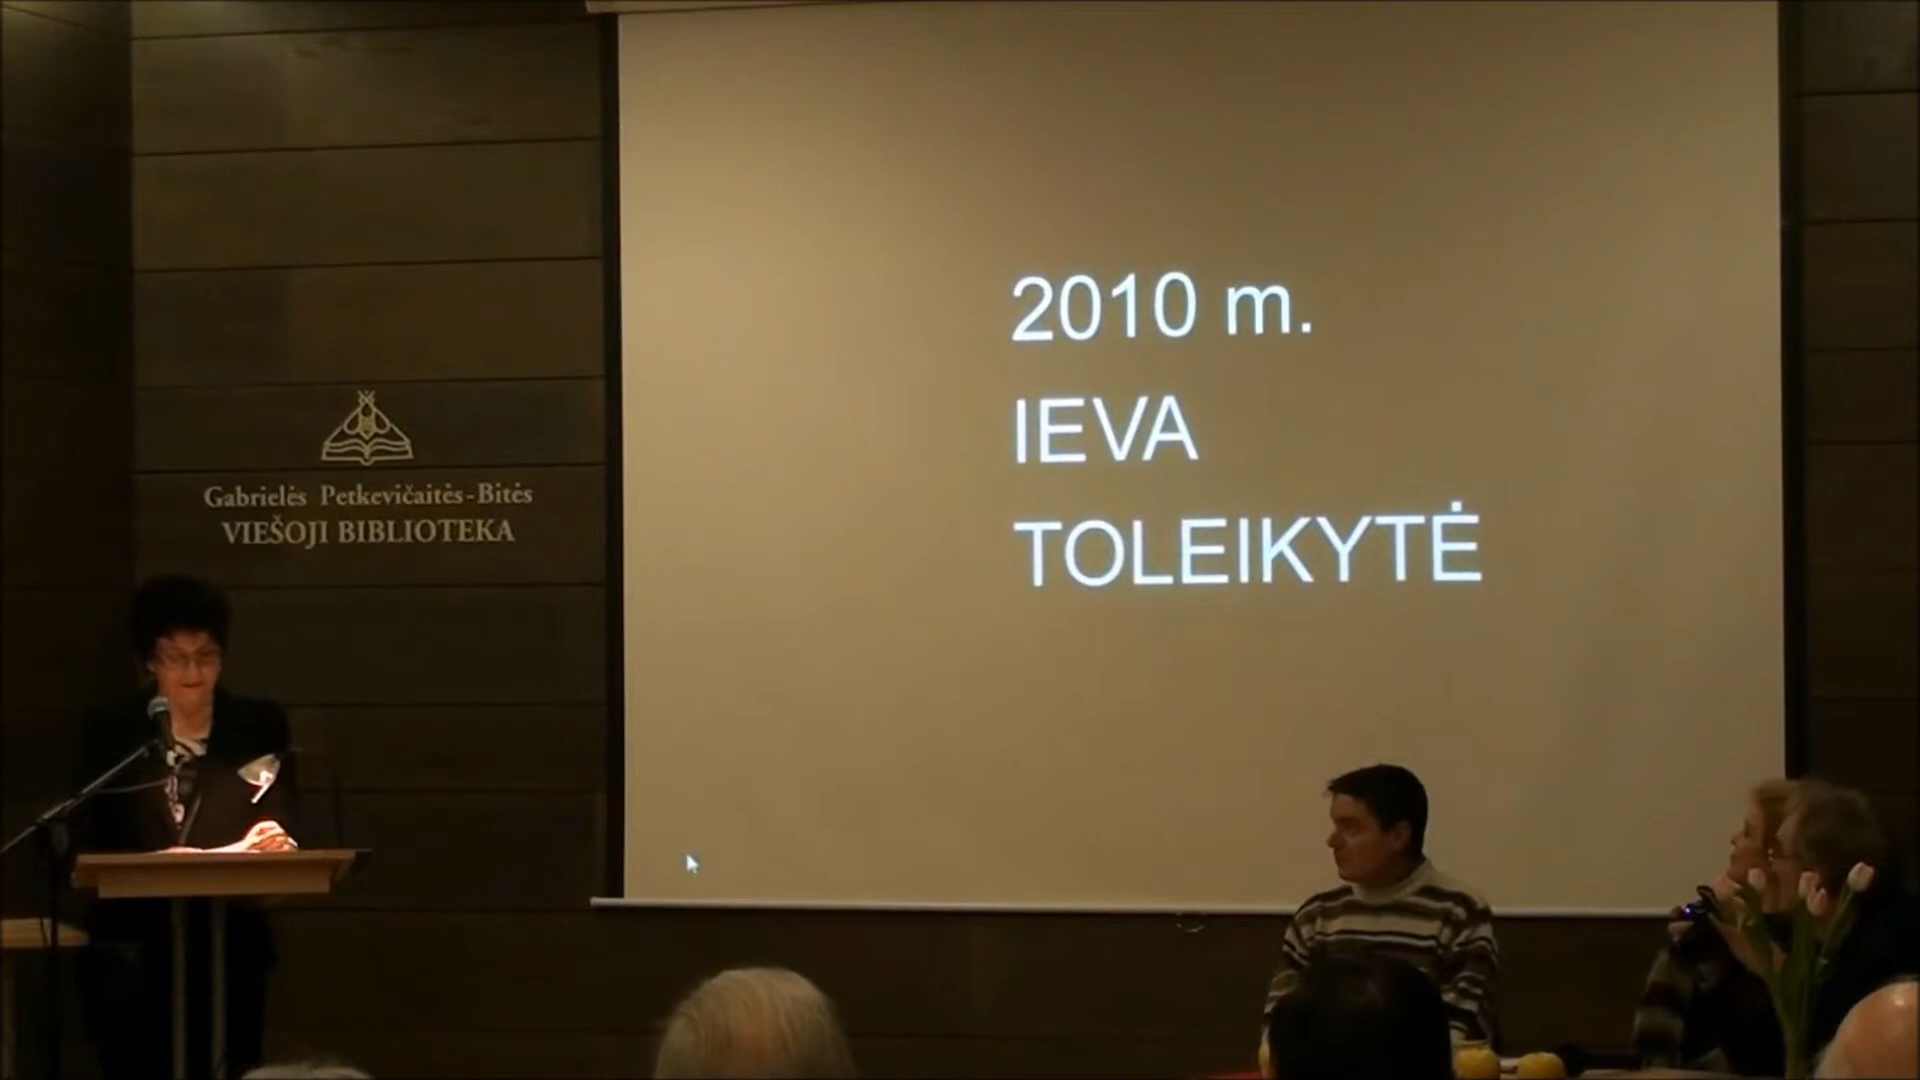 Gabrielės Petkevičaitės-Bitės
VIEŠOJI BIBLIOTEKA
2010 m.
IEVA
TOLEIKYTĖ